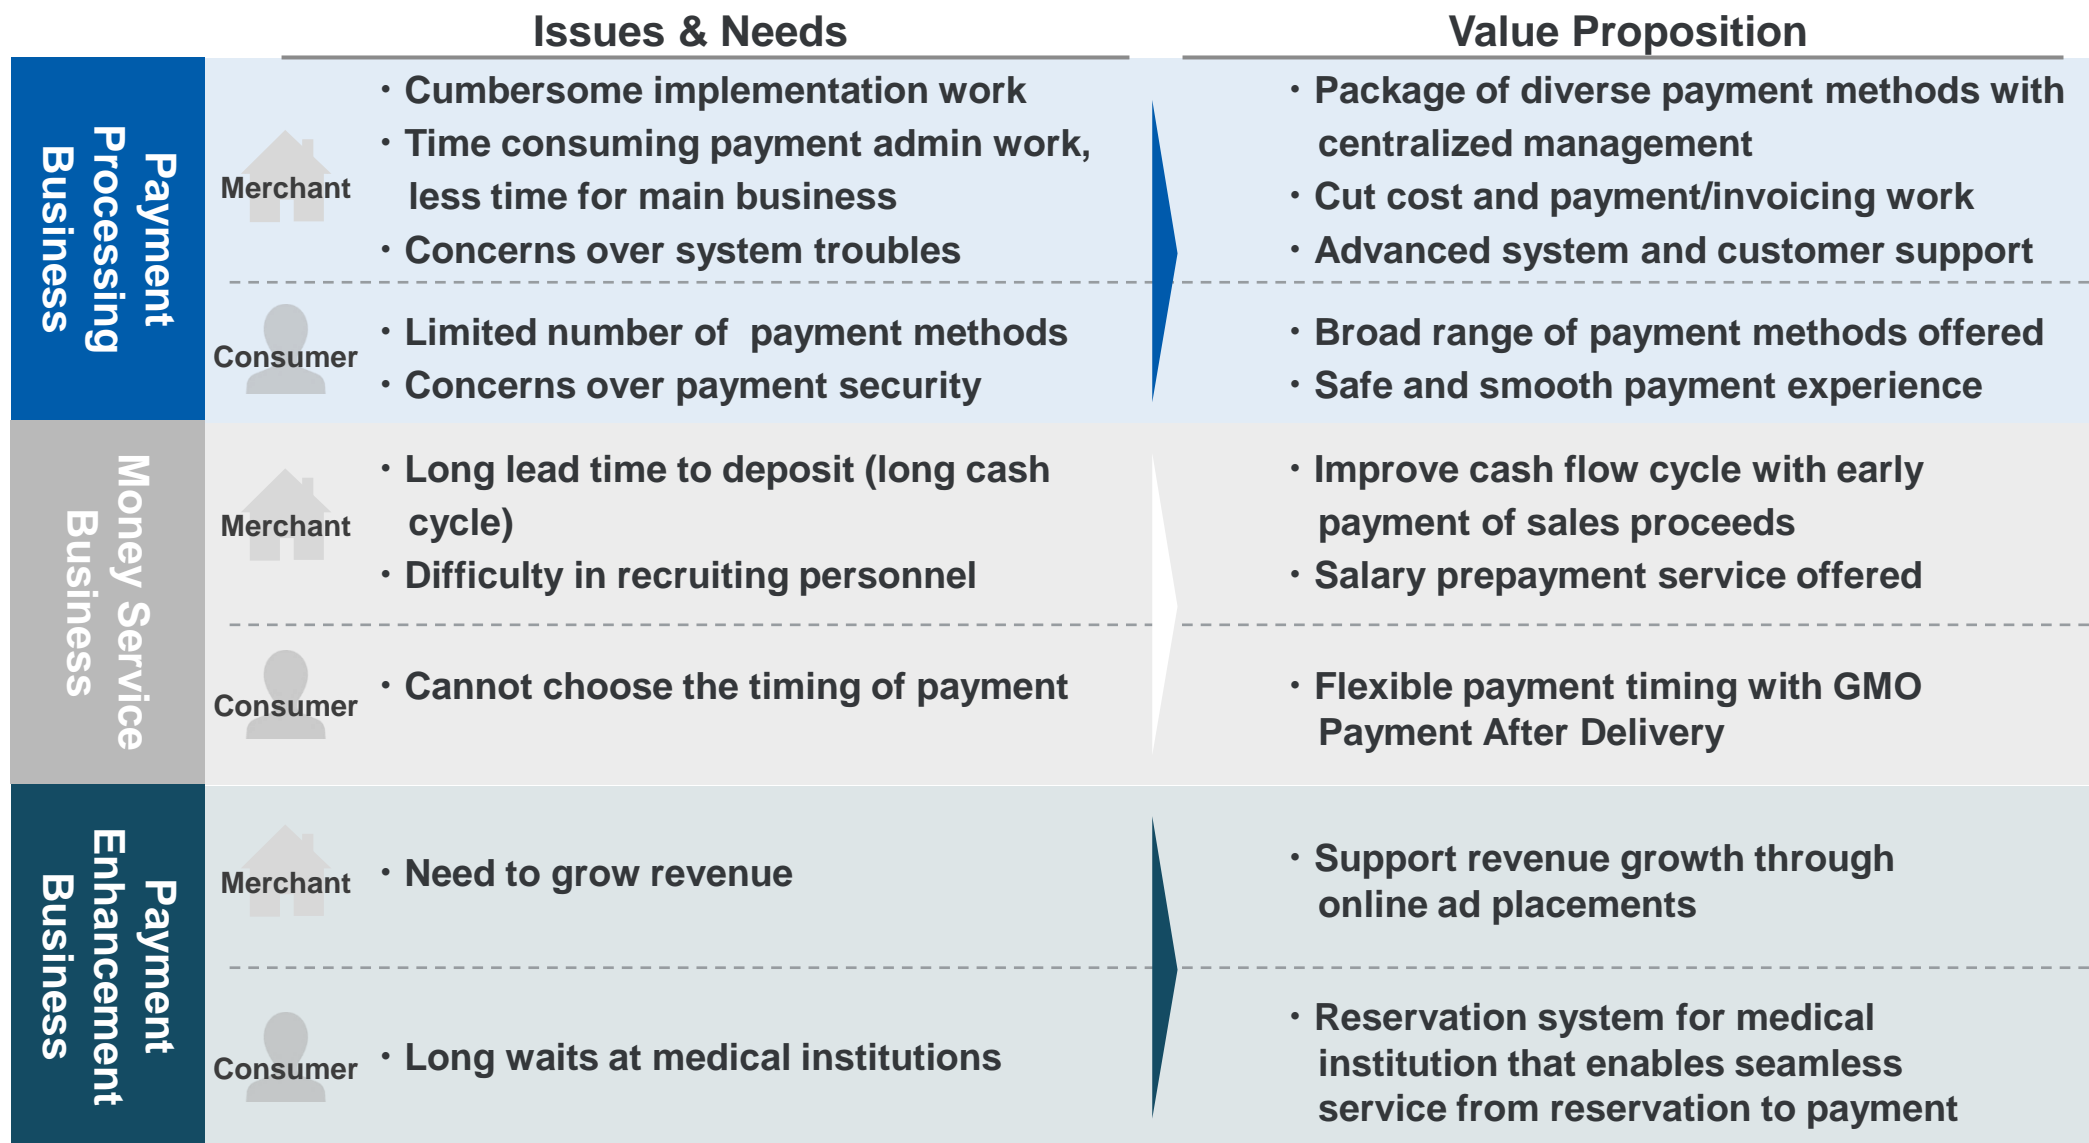 Issues & Needs
Value Proposition
Payment
Processing
Business
Merchant
・Cumbersome implementation work
・Time consuming payment admin work,
less time for main business
・Concerns over system troubles
・Package of diverse payment methods with
centralized management
・Cut cost and payment/invoicing work
・Advanced system and customer support
Consumer
・Limited number of payment methods
・Concerns over payment security
・Broad range of payment methods offered
・Safe and smooth payment experience
Money Service
Business
Merchant
・Long lead time to deposit (long cash
cycle)
・Difficulty in recruiting personnel
・Improve cash flow cycle with early
payment of sales proceeds
・Salary prepayment service offered
Consumer
・Cannot choose the timing of payment
・Flexible payment timing with GMO
Payment After Delivery
Payment
Enhancement
Business
Merchant
・Need to grow revenue
・Support revenue growth through
online ad placements
Consumer
・Long waits at medical institutions
・Reservation system for medical
institution that enables seamless
service from reservation to payment